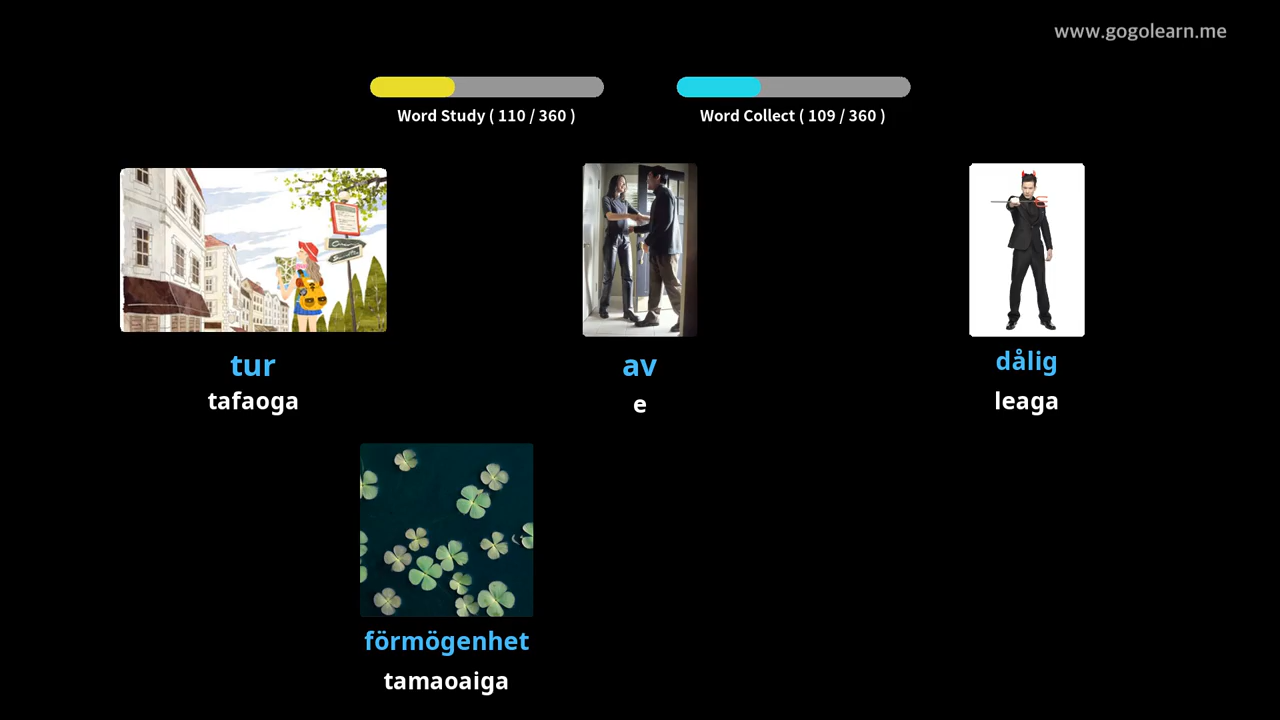 www.gogolearn.me
Word Study ( 110 / 360 )
Word Collect ( 109 / 360 )
tur
tafaoga
av
e
dålig
leaga
förmögenhet
tamaoaiga